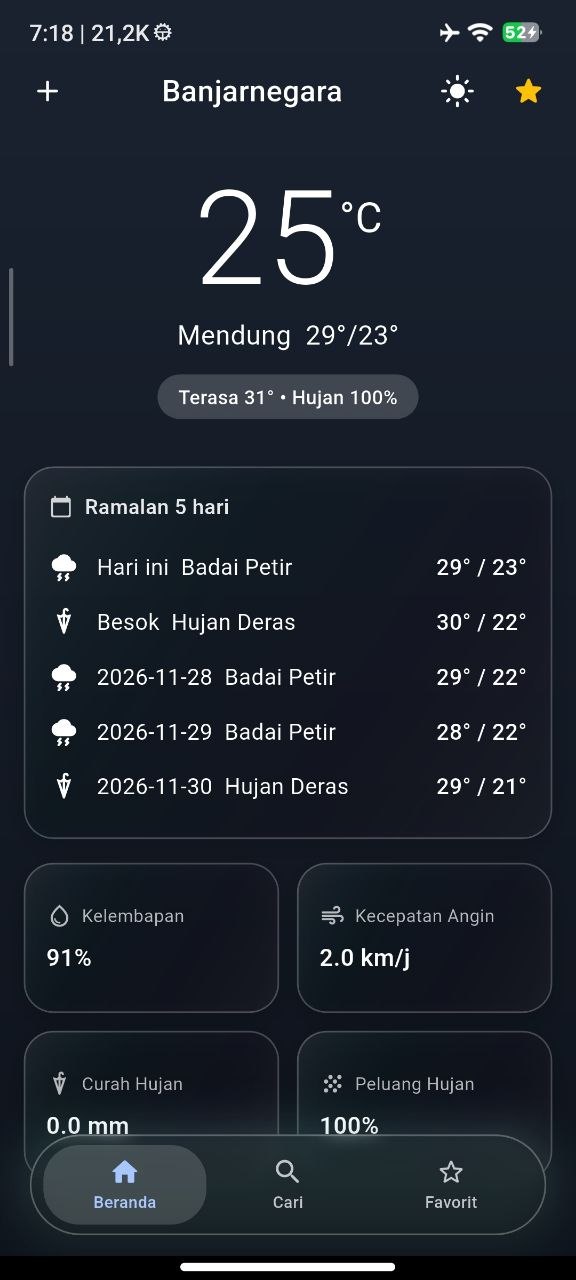 7:18 | 21,2K
52
Banjarnegara
25°C
Mendung 29°/23°
Terasa 31° • Hujan 100%
Ramalan 5 hari
Hari ini Badai Petir 29° / 23°
Besok Hujan Deras 30° / 22°
2026-11-28 Badai Petir 29° / 22°
2026-11-29 Badai Petir 28° / 22°
2026-11-30 Hujan Deras 29° / 21°
Kelembapan
91%
Kecepatan Angin
2.0 km/j
Curah Hujan
0.0 mm
Peluang Hujan
100%
Beranda
Cari
Favorit